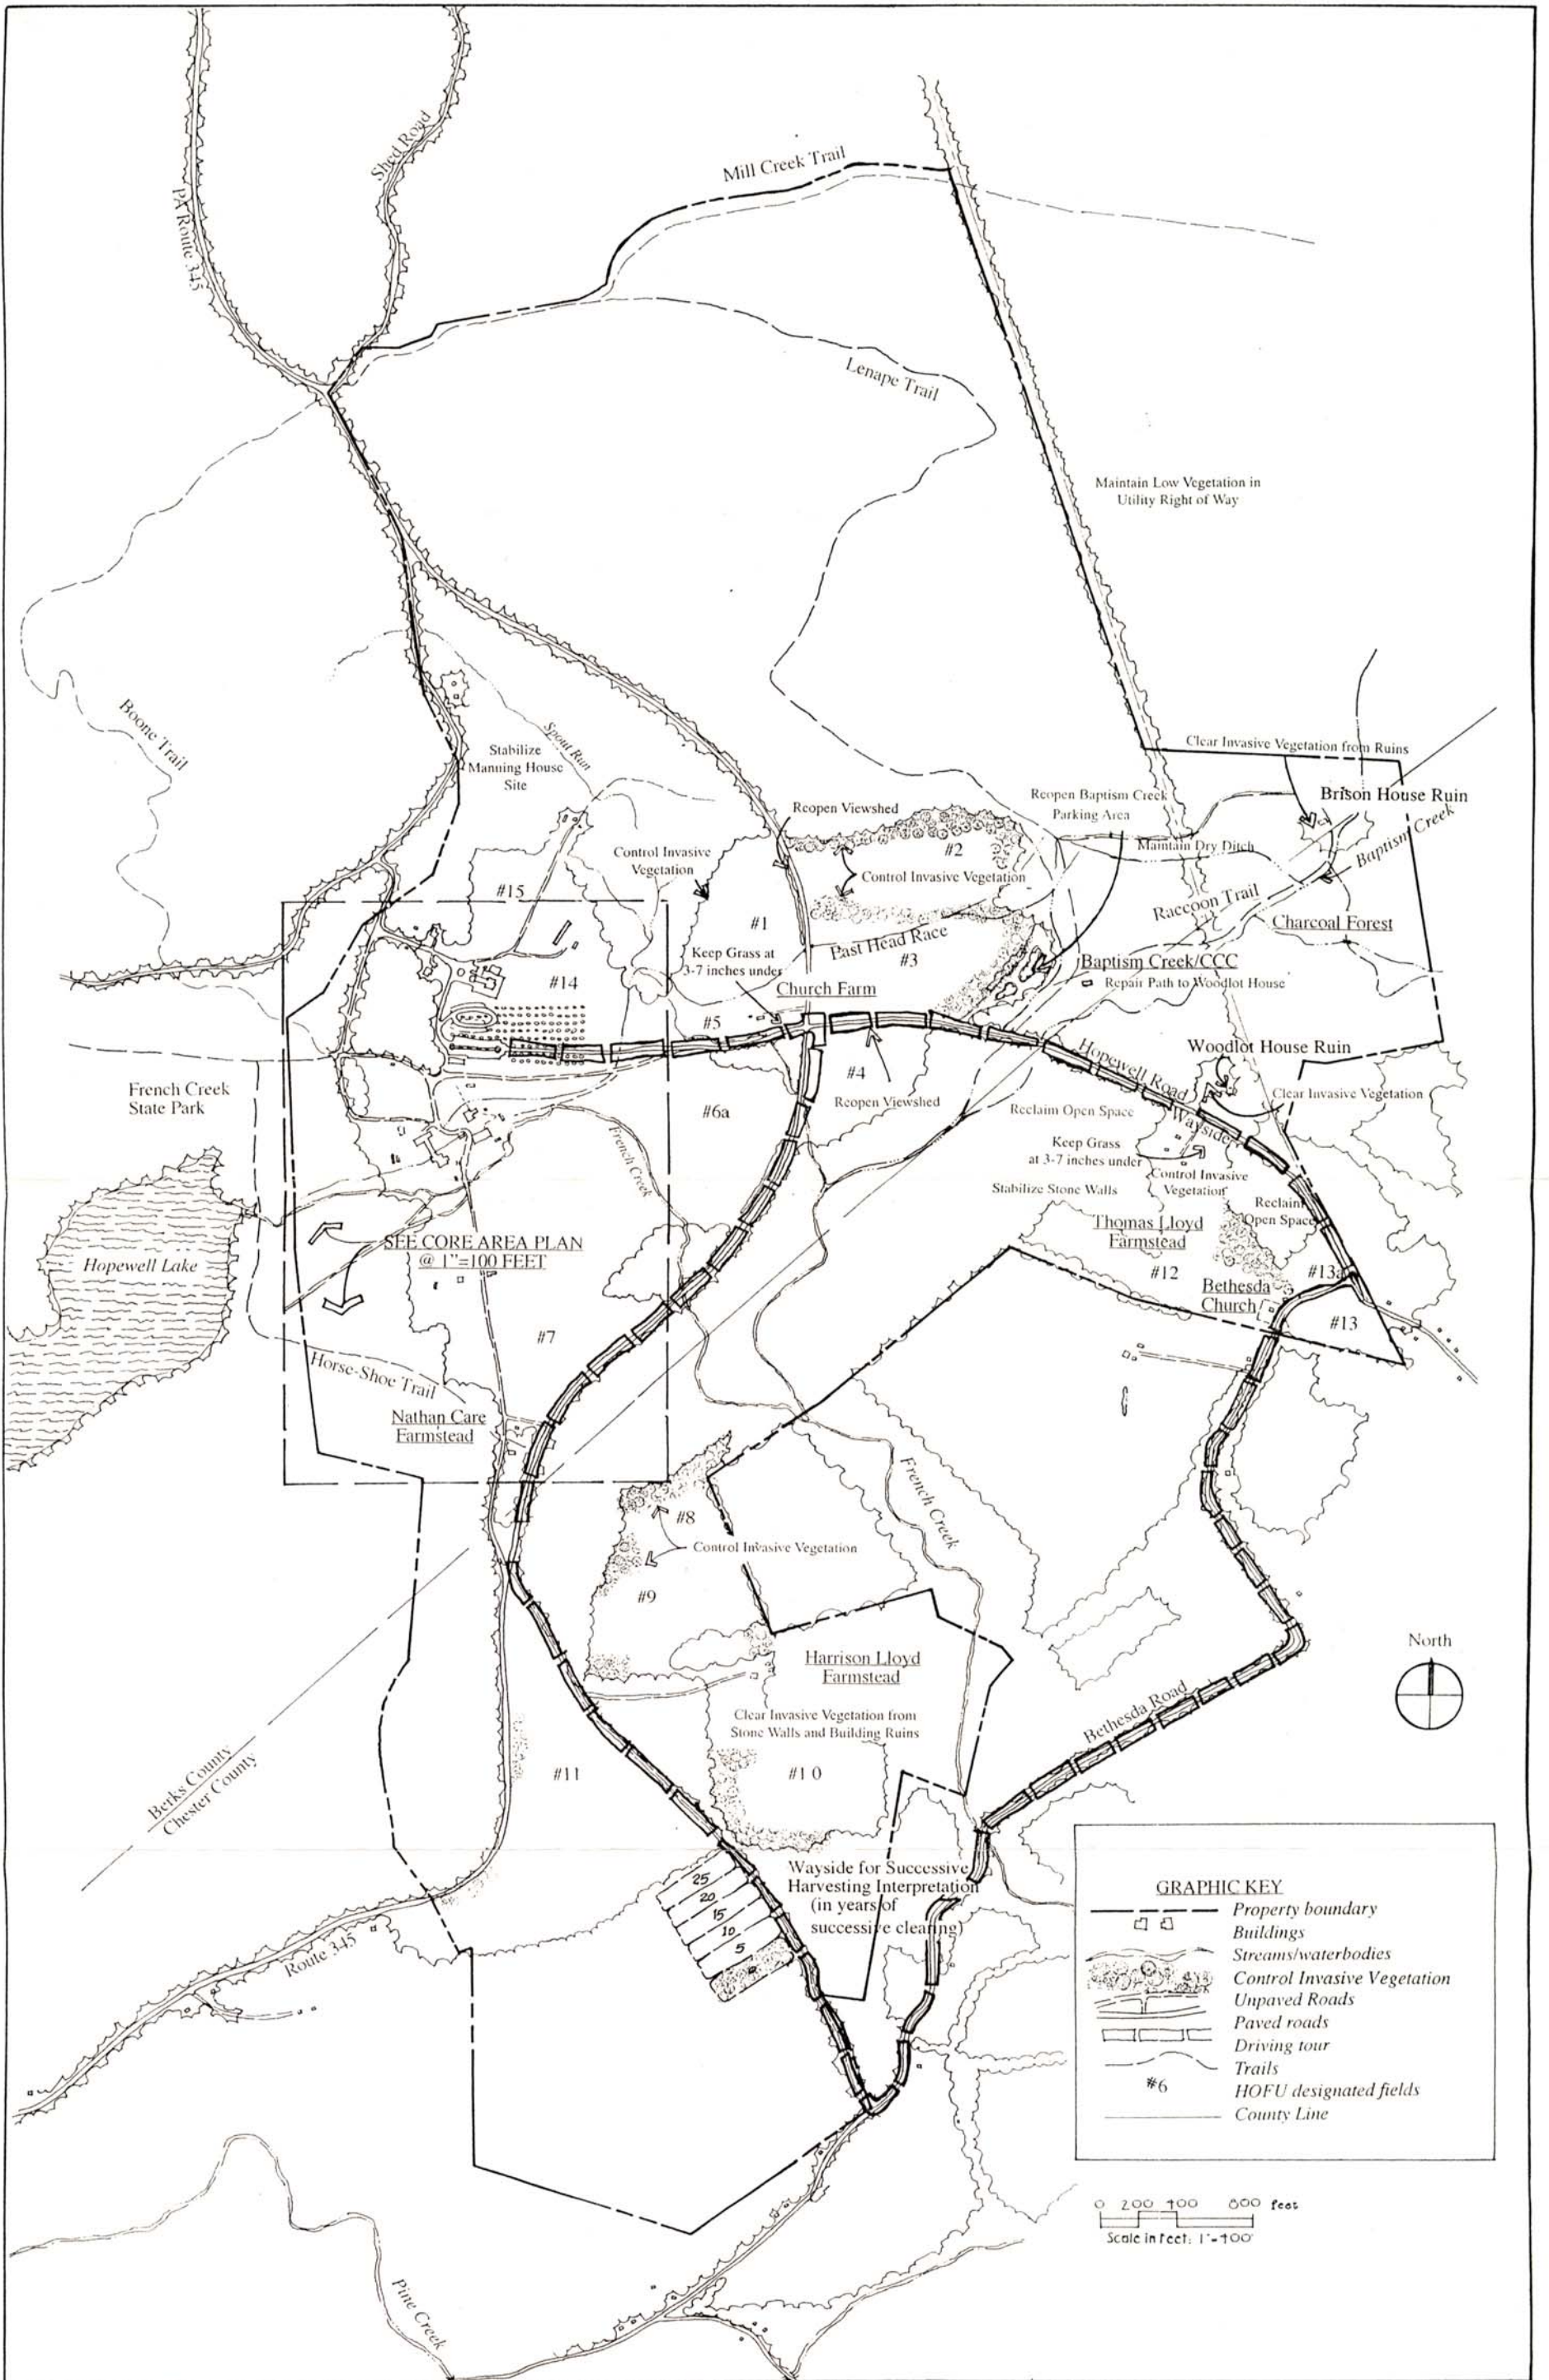 Shed Road
PA Route 345
Mill Creek Trail
Lenape Trail
Maintain Low Vegetation in
Utility Right of Way
Boone Trail
Spout Run
Stabilize
Manning House
Site
Clear Invasive Vegetation from Ruins
Brison House Ruin
Baptism Creek
Reopen Viewshed
Reopen Baptism Creek
Parking Area
Maintain Dry Ditch
#2
Control Invasive Vegetation
Control Invasive
Vegetation
#15
#1
Raccoon Trail
Charcoal Forest
East Head Race
#3
Keep Grass at
3-7 inches under
Church Farm
Baptism Creek/CCC
Repair Path to Woodlot House
#14
#5
Hopewell Road
Woodlot House Ruin
#4
Reopen Viewshed
Clear Invasive Vegetation
French Creek
State Park
#6a
Reclaim Open Space
Wayside
Keep Grass
at 3-7 inches under
Control Invasive
Vegetation
Stabilize Stone Walls
Reclaim
Open Space
French Creek
Thomas Lloyd
Farmstead
#12
SEE CORE AREA PLAN
@ 1"=100 FEET
Hopewell Lake
Bethesda
Church
#13a
#13
#7
Horse-Shoe Trail
Nathan Care
Farmstead
French Creek
#8
Control Invasive Vegetation
#9
Harrison Lloyd
Farmstead
North
Clear Invasive Vegetation from
Stone Walls and Building Ruins
Bethesda Road
#10
#11
Berks County
Chester County
Wayside for Successive
Harvesting Interpretation
(in years of
successive clearing)
25
20
15
10
5
Route 345
GRAPHIC KEY
Property boundary
Buildings
Streams/waterbodies
Control Invasive Vegetation
Unpaved Roads
Paved roads
Driving tour
Trails
#6
HOFU designated fields
County Line
0 200 400 800 feet
Scale in feet: 1"=400'
Pine Creek